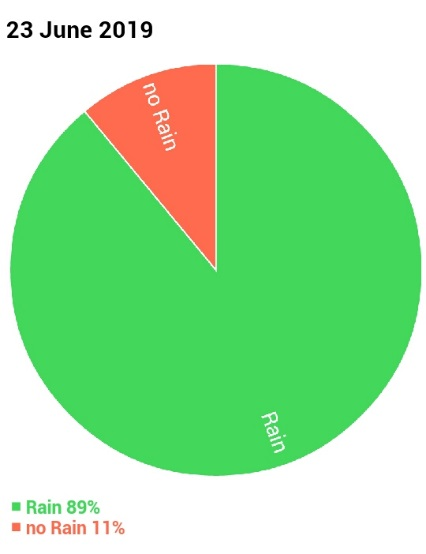 23 June 2019
no Rain
Rain
Rain 89%
no Rain 11%